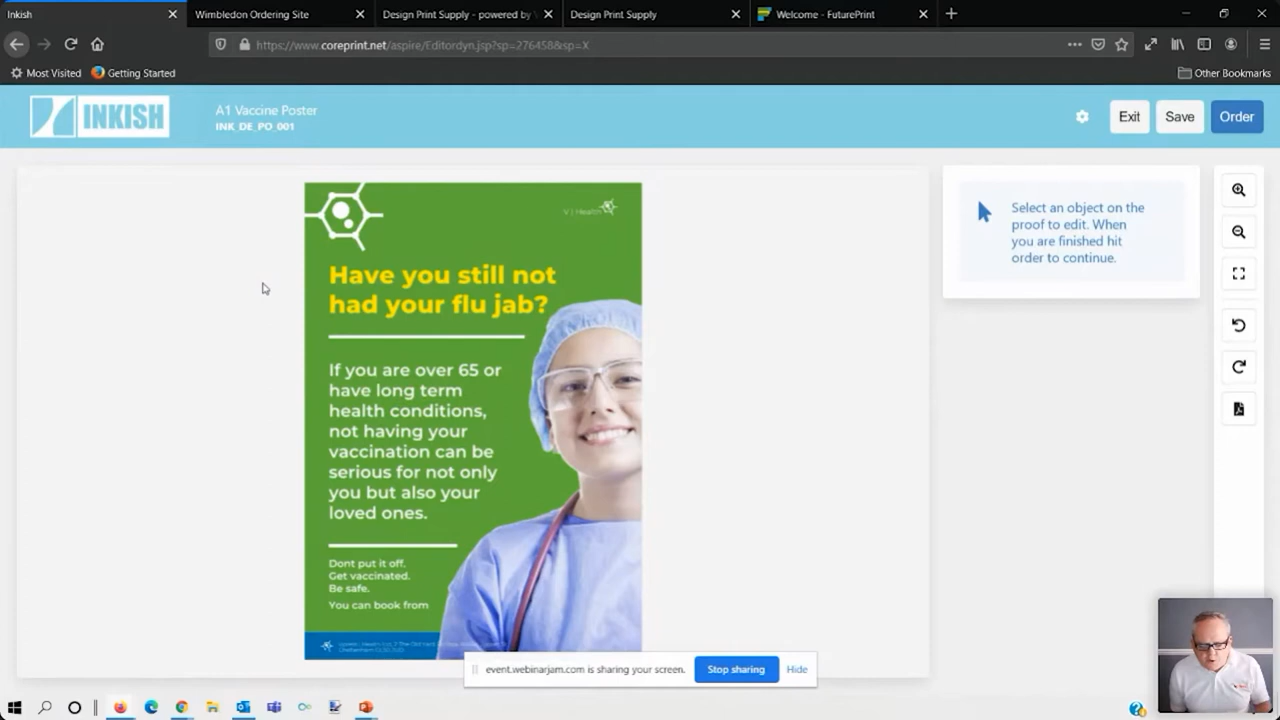 Inkish
Wimbledon Ordering Site
Design Print Supply - powered by
Design Print Supply
Welcome - FuturePrint
https://www.coreprint.net/aspire/Editordyn.jsp?sp=276458&sp=X
Most Visited
Getting Started
Other Bookmarks
INKISH
A1 Vaccine Poster
INK_DE_PO_001
Exit
Save
Order
V | Health
Have you still not
had your flu jab?
If you are over 65 or
have long term
health conditions,
not having your
vaccination can be
serious for not only
you but also your
loved ones.
Dont put it off.
Get vaccinated.
Be safe.
You can book from
Select an object on the
proof to edit. When
you are finished hit
order to continue.
event.webinarjam.com is sharing your screen.
Stop sharing
Hide